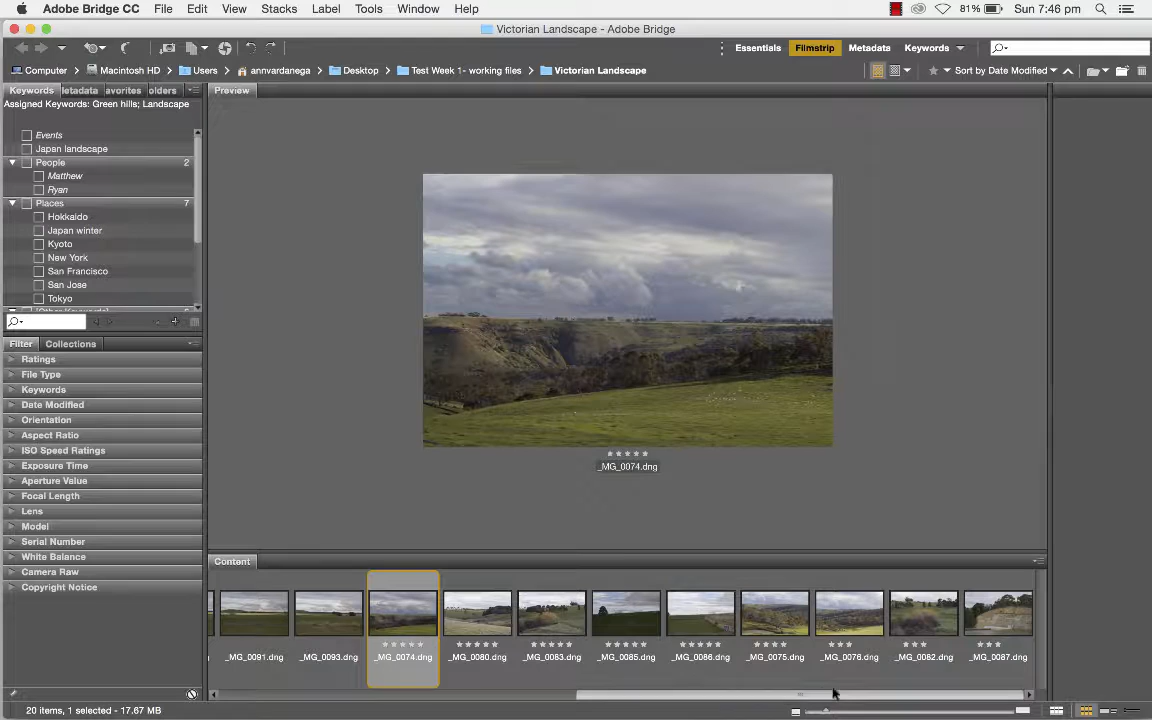 Adobe Bridge CC File Edit View Stacks Label Tools Window Help 81% Sun 7:46 pm
Victorian Landscape - Adobe Bridge
Essentials Filmstrip Metadata Keywords
Computer Macintosh HD Users annvardanega Desktop Test Week 1- working files Victorian Landscape Sort by Date Modified
Keywords letadata avorites olders Preview
Assigned Keywords: Green hills; Landscape
Events
Japan landscape
People 2
Matthew
Ryan
Places 7
Hokkaido
Japan winter
Kyoto
New York
San Francisco
San Jose
Tokyo
Filter Collections
Ratings
File Type
Keywords
Date Modified
Orientation
Aspect Ratio
ISO Speed Ratings
Exposure Time
Aperture Value
Focal Length
Lens
Model
Serial Number
White Balance
Camera Raw
Copyright Notice
_MG_0074.dng
Content
_MG_0091.dng _MG_0093.dng _MG_0074.dng _MG_0080.dng _MG_0083.dng _MG_0085.dng _MG_0086.dng _MG_0075.dng _MG_0076.dng _MG_0082.dng _MG_0087.dng
20 items, 1 selected - 17.67 MB